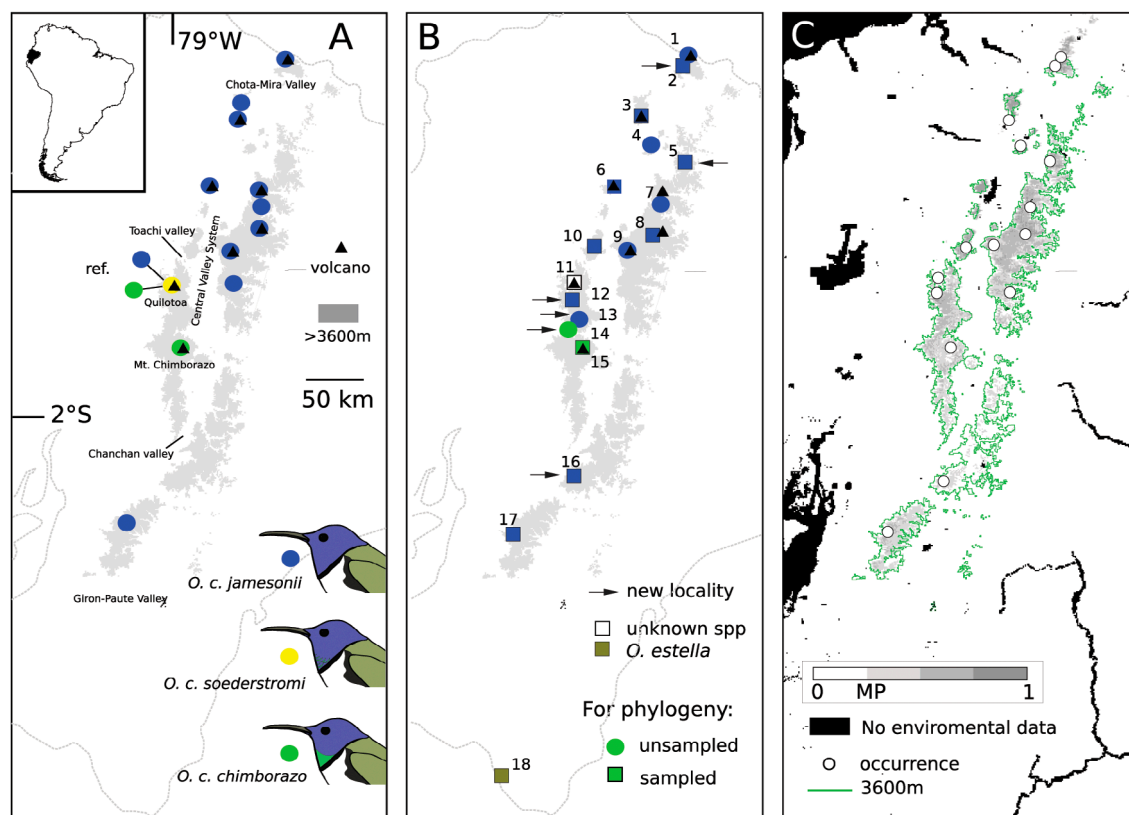 79°W
A
Chota-Mira Valley
Toachi valley
Central Valley System
ref.
Quilotoa
volcano
>3600m
Mt. Chimborazo
50 km
2°S
Chanchan valley
O. c. jamesonii
Giron-Paute Valley
O. c. soederstromi
O. c. chimborazo
B
1
2
3
4
5
6
7
8
9
10
11
12
13
14
15
16
17
new locality
unknown spp
O. estella
For phylogeny:
unsampled
sampled
18
C
0 MP 1
No enviromental data
occurrence
3600m